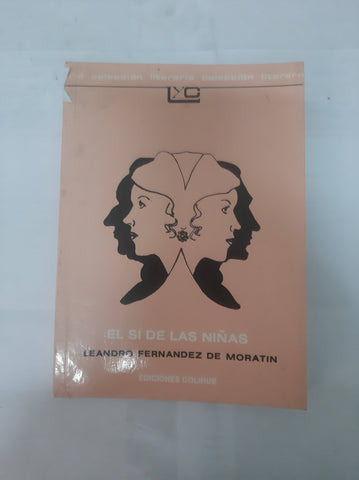 colección literaria colección literaria
LyC
EL SI DE LAS NIÑAS
LEANDRO FERNANDEZ DE MORATIN
EDICIONES COLIHUE